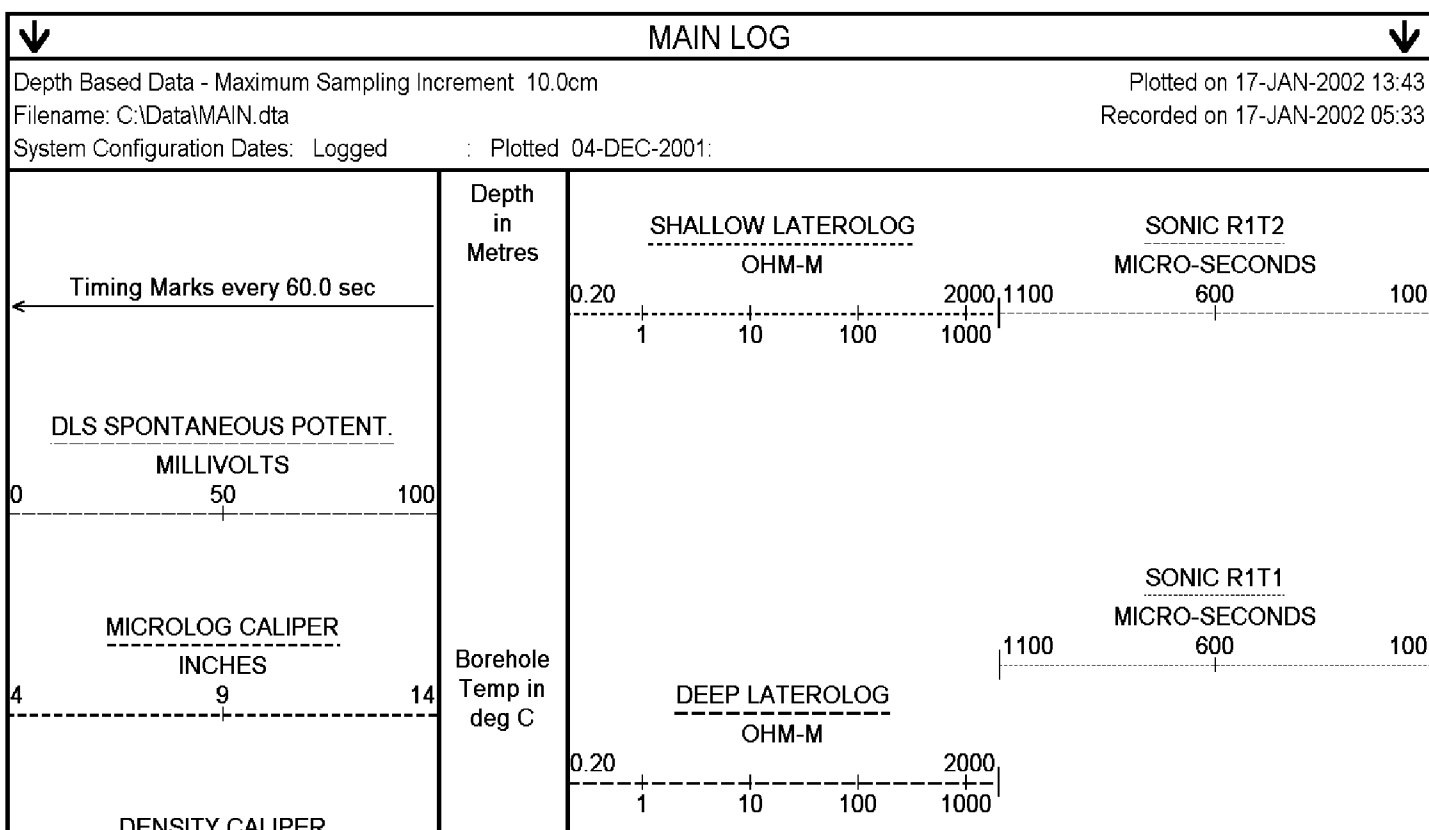 MAIN LOG
Depth Based Data - Maximum Sampling Increment 10.0cm
Plotted on 17-JAN-2002 13:43
Filename: C:\Data\MAIN.dta
Recorded on 17-JAN-2002 05:33
System Configuration Dates: Logged : Plotted 04-DEC-2001:
Timing Marks every 60.0 sec
DLS SPONTANEOUS POTENT.
MILLIVOLTS
0 50 100
MICROLOG CALIPER
INCHES
4 9 14
DENSITY CALIPER
Depth
in
Metres
Borehole
Temp in
deg C
SHALLOW LATEROLOG
OHM-M
0.20 2000
1 10 100 1000
DEEP LATEROLOG
OHM-M
0.20 2000
1 10 100 1000
SONIC R1T2
MICRO-SECONDS
1100 600 100
SONIC R1T1
MICRO-SECONDS
1100 600 100